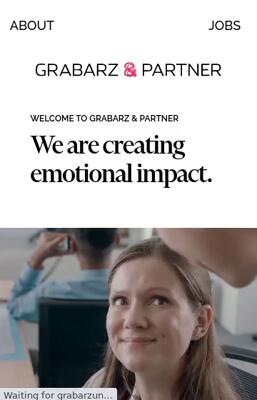 ABOUT JOBS
GRABARZ & PARTNER
WELCOME TO GRABARZ & PARTNER
We are creating
emotional impact.
Waiting for grabarzun...